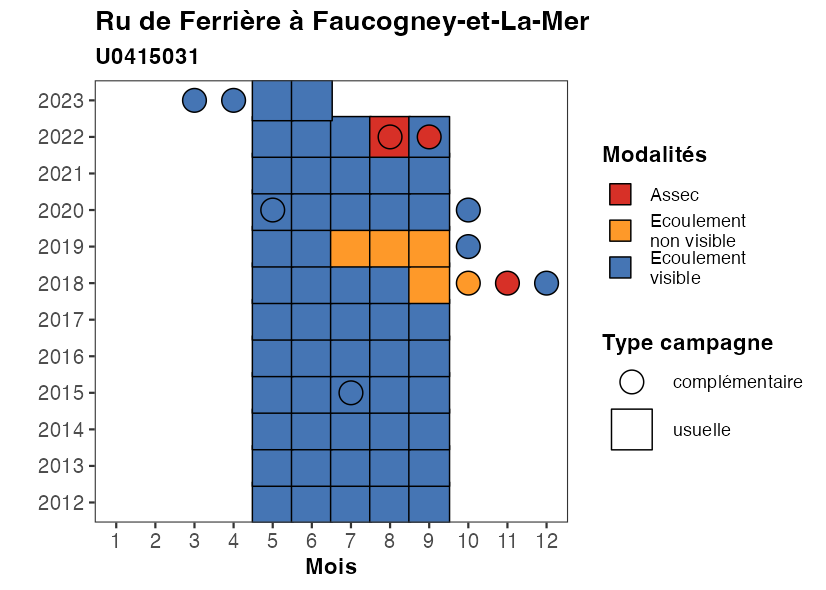 Ru de Ferrière à Faucogney-et-La-Mer
U0415031
2023
2022
2021
2020
2019
2018
2017
2016
2015
2014
2013
2012
1 2 3 4 5 6 7 8 9 10 11 12
Mois
Modalités
Assec
Ecoulement
non visible
Ecoulement
visible
Type campagne
complémentaire
usuelle